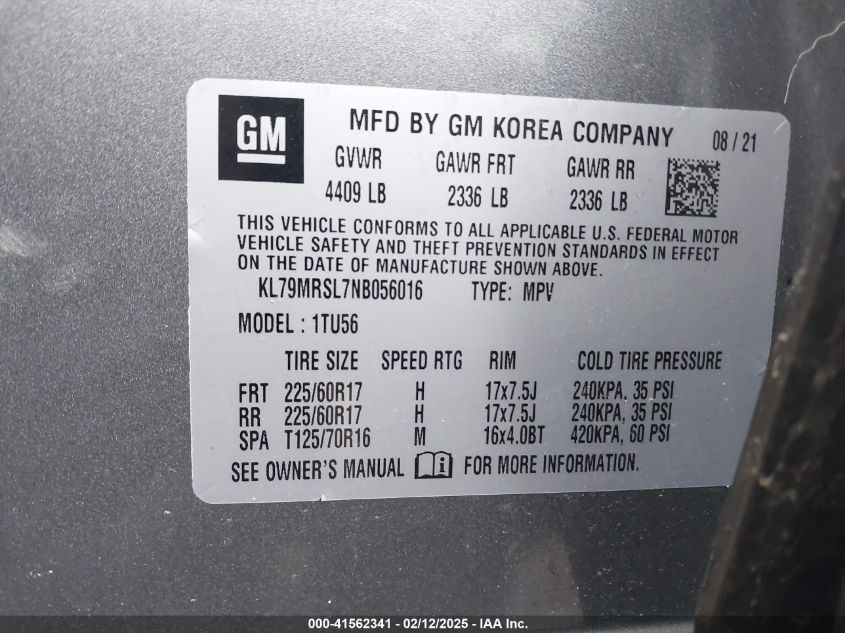 GM
MFD BY GM KOREA COMPANY 08 / 21
GVWR GAWR FRT GAWR RR
4409 LB 2336 LB 2336 LB
THIS VEHICLE CONFORMS TO ALL APPLICABLE U.S. FEDERAL MOTOR
VEHICLE SAFETY AND THEFT PREVENTION STANDARDS IN EFFECT
ON THE DATE OF MANUFACTURE SHOWN ABOVE.
KL79MRSL7NB056016 TYPE: MPV
MODEL : 1TU56
TIRE SIZE SPEED RTG RIM COLD TIRE PRESSURE
FRT 225/60R17 H 17x7.5J 240KPA, 35 PSI
RR 225/60R17 H 17x7.5J 240KPA, 35 PSI
SPA T125/70R16 M 16x4.0BT 420KPA, 60 PSI
SEE OWNER'S MANUAL i FOR MORE INFORMATION.
000-41562341 - 02/12/2025 - IAA Inc.